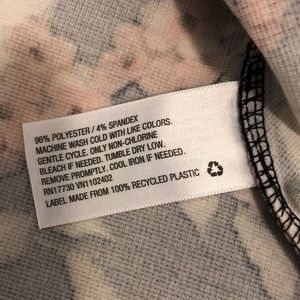 96% POLYESTER / 4% SPANDEX
MACHINE WASH COLD WITH LIKE COLORS.
GENTLE CYCLE. ONLY NON-CHLORINE
BLEACH IF NEEDED. TUMBLE DRY LOW.
REMOVE PROMPTLY. COOL IRON IF NEEDED.
RN17730 VN1102402
LABEL MADE FROM 100% RECYCLED PLASTIC